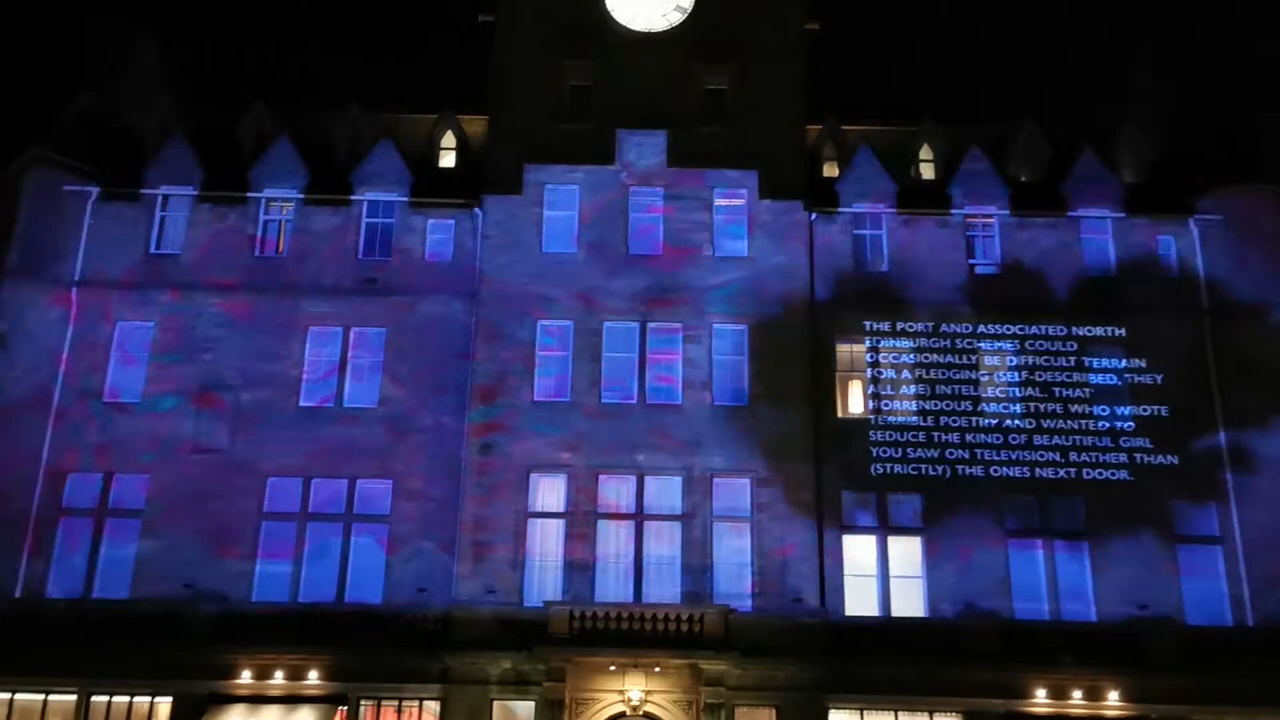 THE PORT AND ASSOCIATED NORTH
EDINBURGH SCHEMES COULD
OCCASIONALLY BE DIFFICULT TERRAIN
FOR A FLEDGING (SELF-DESCRIBED, THEY
ALL ARE) INTELLECTUAL. THAT
HORRENDOUS ARCHETYPE WHO WROTE
TERRIBLE POETRY AND WANTED TO
SEDUCE THE KIND OF BEAUTIFUL GIRL
YOU SAW ON TELEVISION, RATHER THAN
(STRICTLY) THE ONES NEXT DOOR.